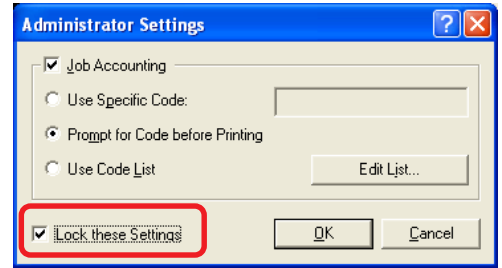 Administrator Settings
Job Accounting
Use Specific Code:
Prompt for Code before Printing
Use Code List
Edit List...
Lock these Settings
OK
Cancel